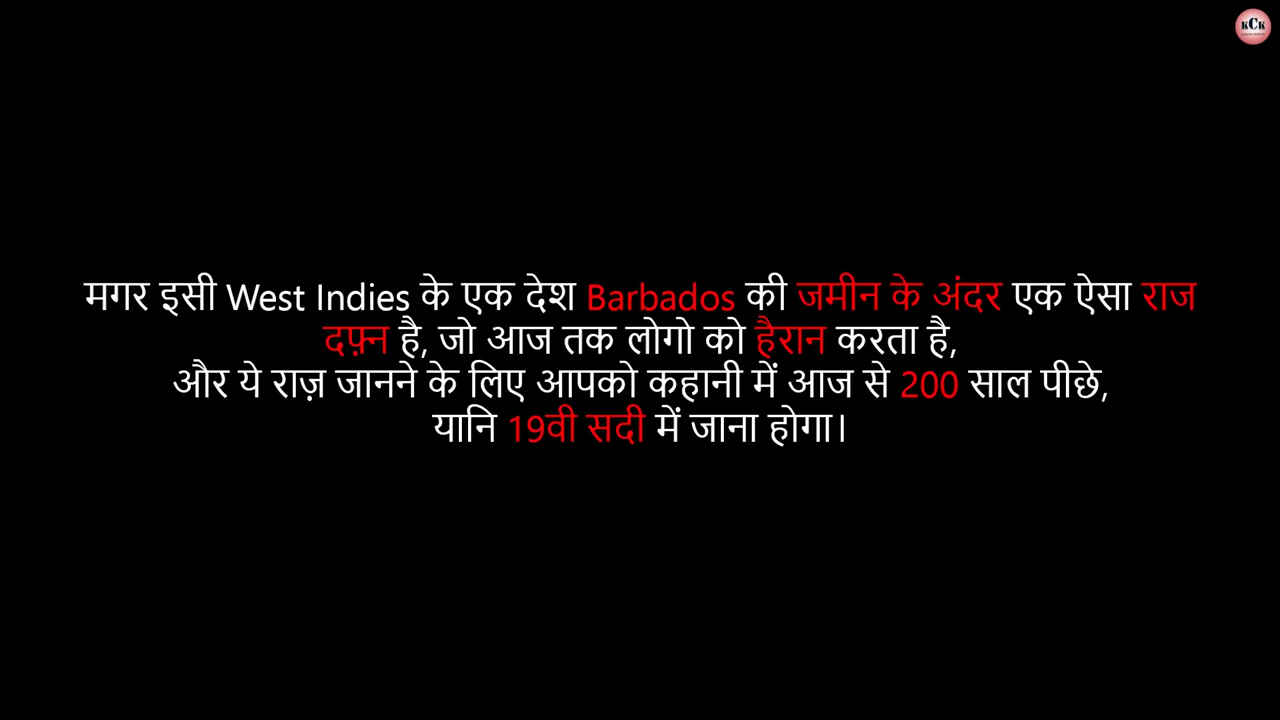 KCK
मगर इसी West Indies के एक देश Barbados की जमीन के अंदर एक ऐसा राज
दफ़्न है, जो आज तक लोगो को हैरान करता है,
और ये राज़ जानने के लिए आपको कहानी में आज से 200 साल पीछे,
यानि 19वी सदी में जाना होगा।